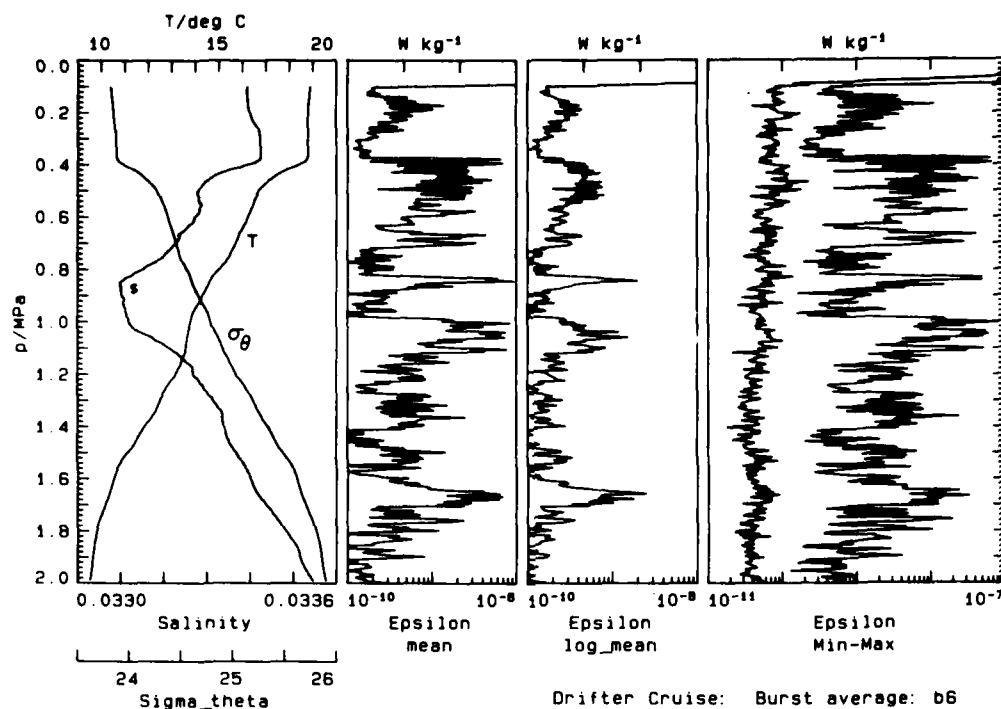 T/deg C
10 15 20
W kg⁻¹
W kg⁻¹
W kg⁻¹
0.0
0.2
0.4
0.6
0.8
1.0
1.2
1.4
1.6
1.8
2.0
p/MPa
T
s
σθ
0.0330 0.0336
Salinity
24 25 26
Sigma_theta
10⁻¹⁰ 10⁻⁸
Epsilon
mean
10⁻¹⁰ 10⁻⁸
Epsilon
log_mean
10⁻¹¹ 10⁻⁷
Epsilon
Min-Max
Drifter Cruise: Burst average: b6